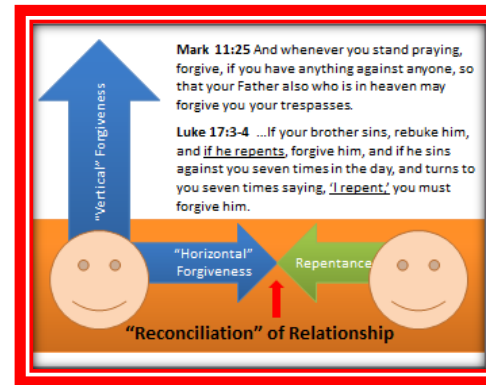 Mark 11:25 And whenever you stand praying,
forgive, if you have anything against anyone, so
that your Father also who is in heaven may
forgive you your trespasses.
Luke 17:3-4 ...If your brother sins, rebuke him,
and if he repents, forgive him, and if he sins
against you seven times in the day, and turns to
you seven times saying, 'I repent,' you must
forgive him.
"Vertical" Forgiveness
"Horizontal"
Forgiveness
Repentance
"Reconciliation" of Relationship